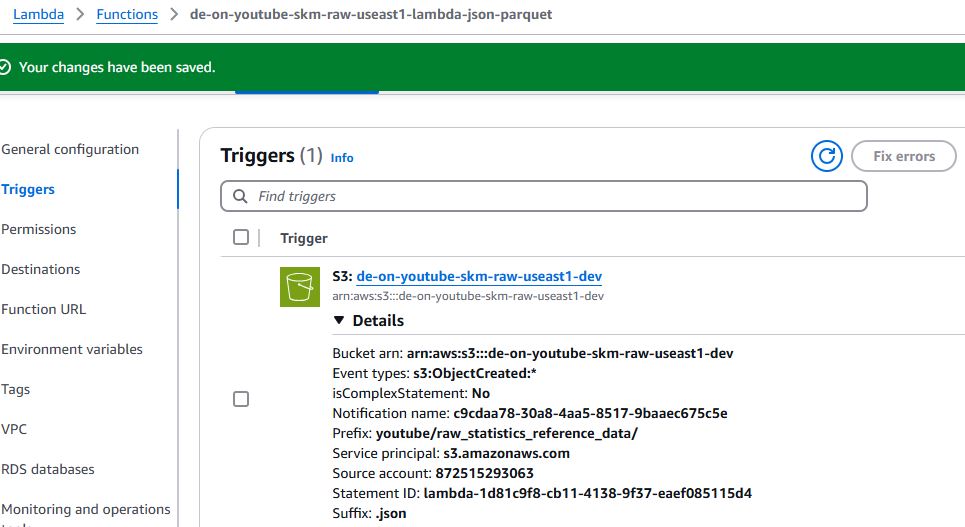 Lambda > Functions > de-on-youtube-skm-raw-useast1-lambda-json-parquet
Your changes have been saved.
General configuration
Triggers
Permissions
Destinations
Function URL
Environment variables
Tags
VPC
RDS databases
Monitoring and operations
Triggers (1) Info
Fix errors
Find triggers
Trigger
S3: de-on-youtube-skm-raw-useast1-dev
arn:aws:s3:::de-on-youtube-skm-raw-useast1-dev
▼ Details
Bucket arn: arn:aws:s3:::de-on-youtube-skm-raw-useast1-dev
Event types: s3:ObjectCreated:*
isComplexStatement: No
Notification name: c9cdaa78-30a8-4aa5-8517-9baaec675c5e
Prefix: youtube/raw_statistics_reference_data/
Service principal: s3.amazonaws.com
Source account: 872515293063
Statement ID: lambda-1d81c9f8-cb11-4138-9f37-eaef085115d4
Suffix: .json